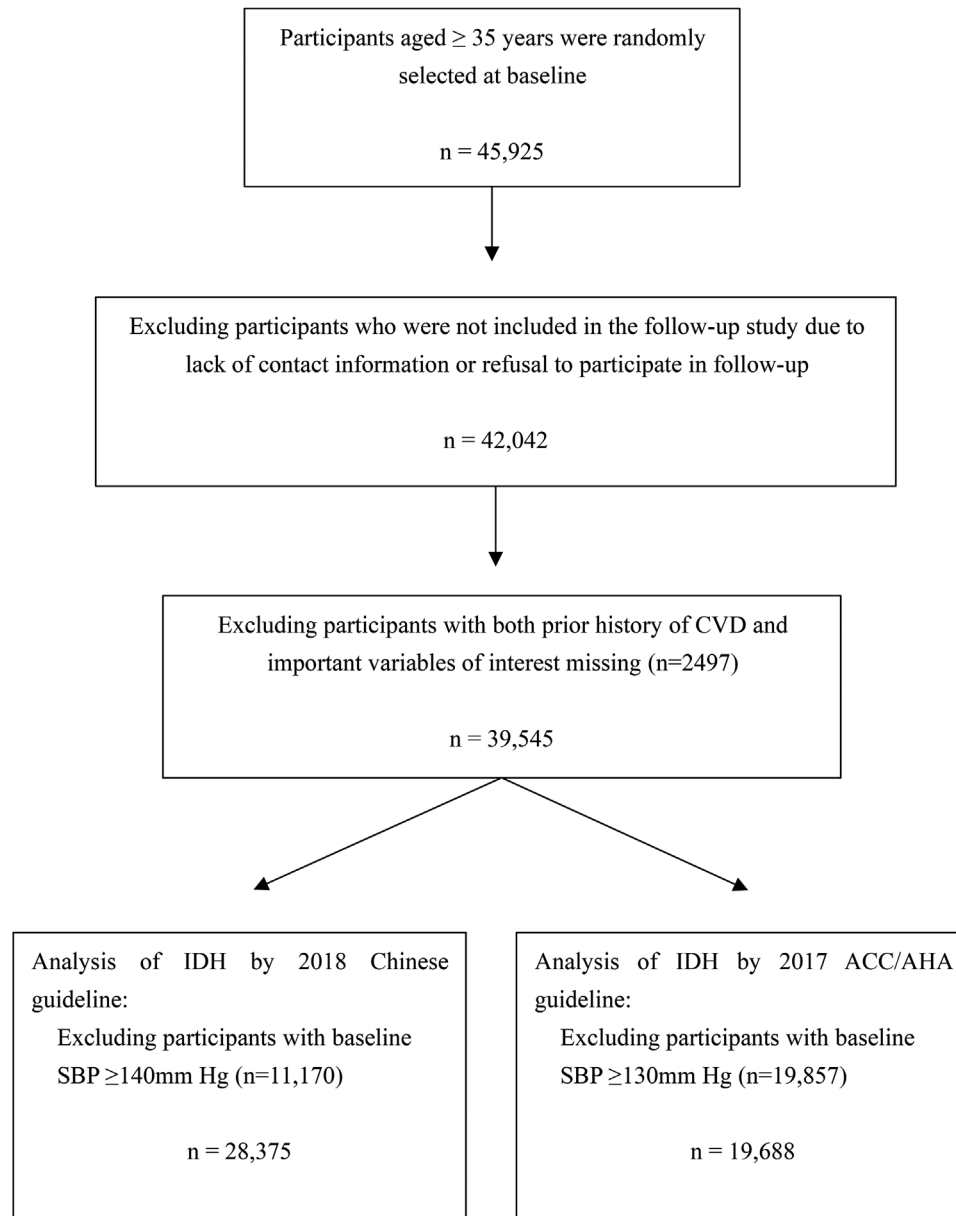 Participants aged ≥ 35 years were randomly
selected at baseline
n = 45,925
Excluding participants who were not included in the follow-up study due to
lack of contact information or refusal to participate in follow-up
n = 42,042
Excluding participants with both prior history of CVD and
important variables of interest missing (n=2497)
n = 39,545
Analysis of IDH by 2018 Chinese
guideline:
Excluding participants with baseline
SBP ≥140mm Hg (n=11,170)
n = 28,375
Analysis of IDH by 2017 ACC/AHA
guideline:
Excluding participants with baseline
SBP ≥130mm Hg (n=19,857)
n = 19,688